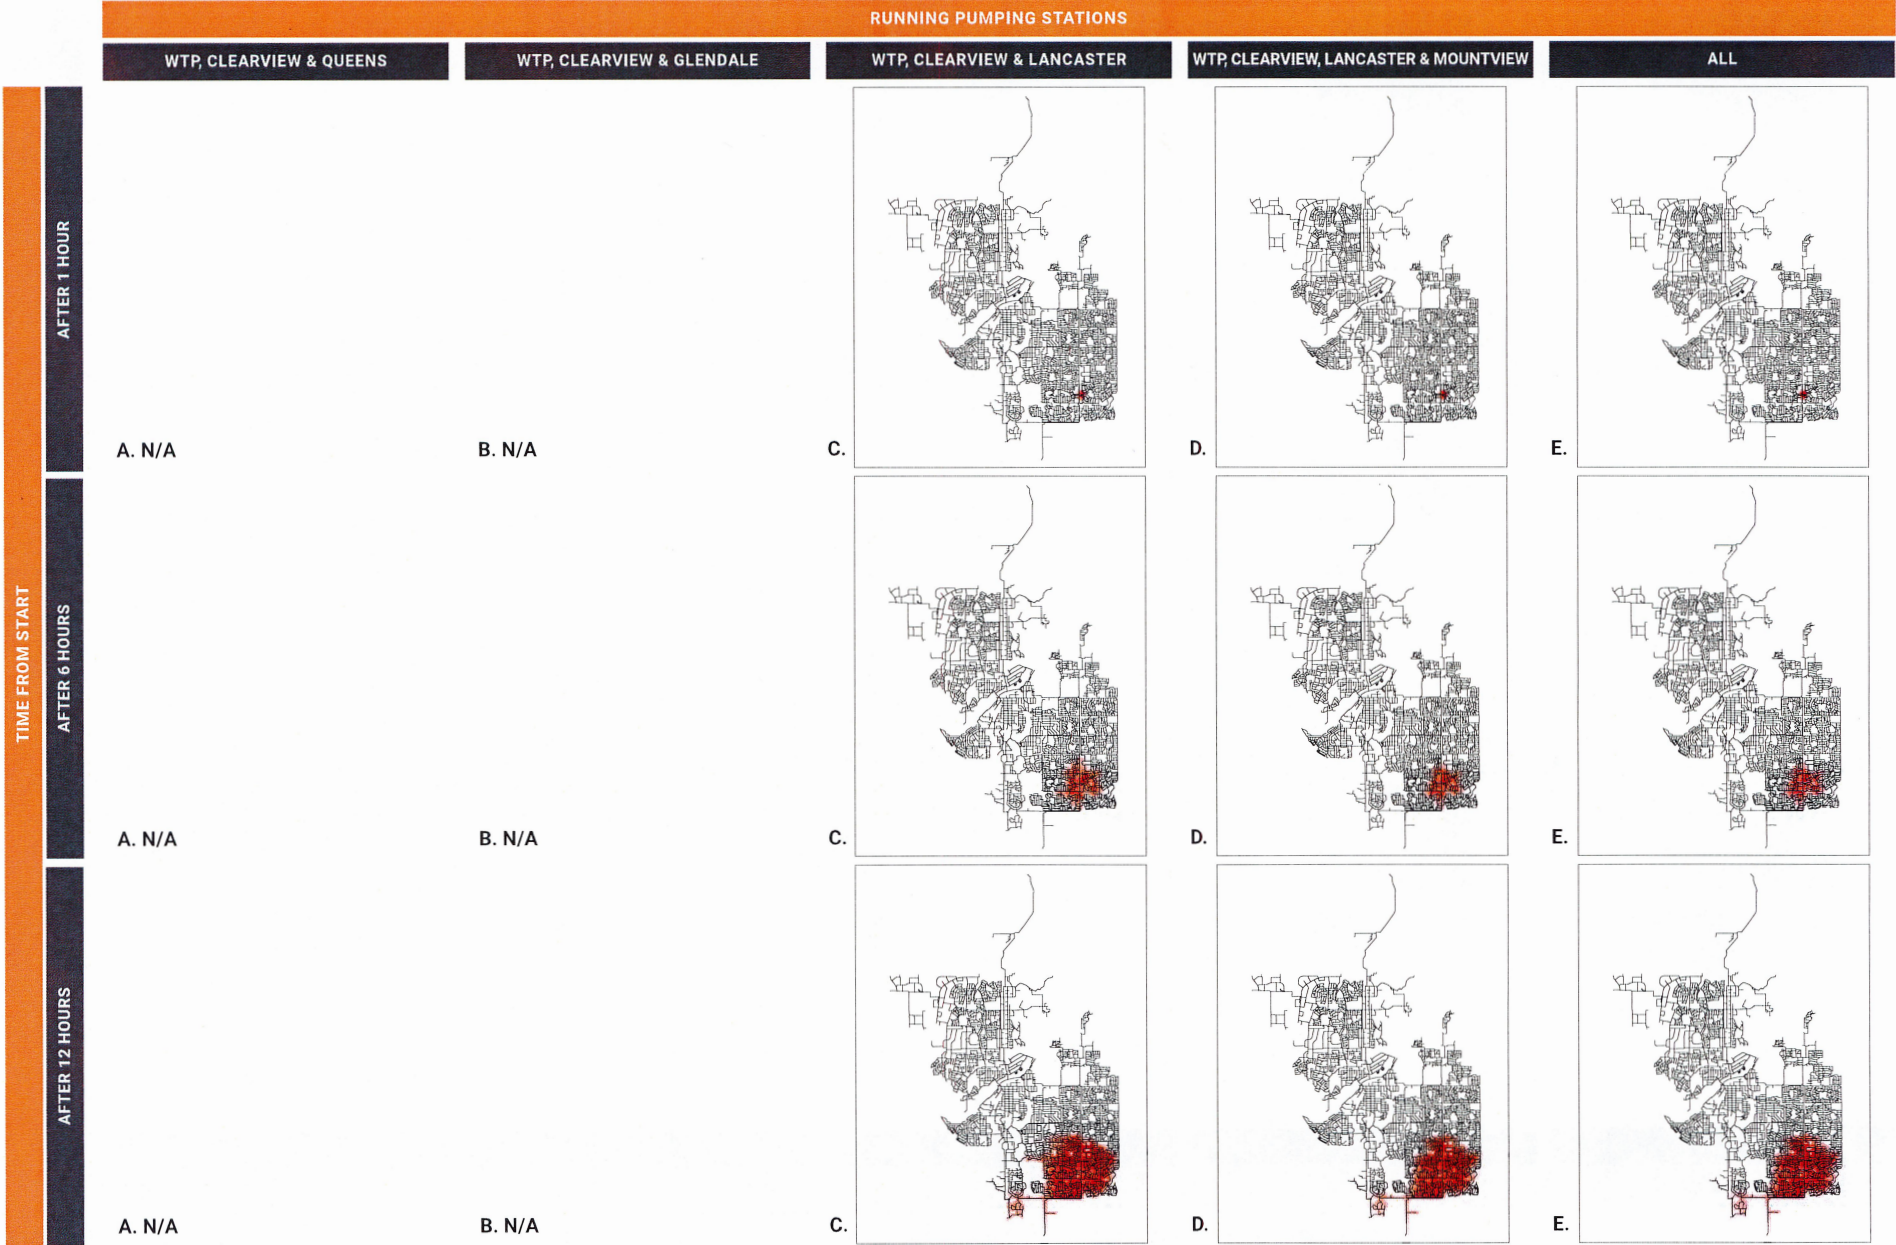 RUNNING PUMPING STATIONS
WTP, CLEARVIEW & QUEENS
WTP, CLEARVIEW & GLENDALE
WTP, CLEARVIEW & LANCASTER
WTP, CLEARVIEW, LANCASTER & MOUNTVIEW
ALL
TIME FROM START
AFTER 1 HOUR
A. N/A
B. N/A
C.
D.
E.
AFTER 6 HOURS
A. N/A
B. N/A
C.
D.
E.
AFTER 12 HOURS
A. N/A
B. N/A
C.
D.
E.